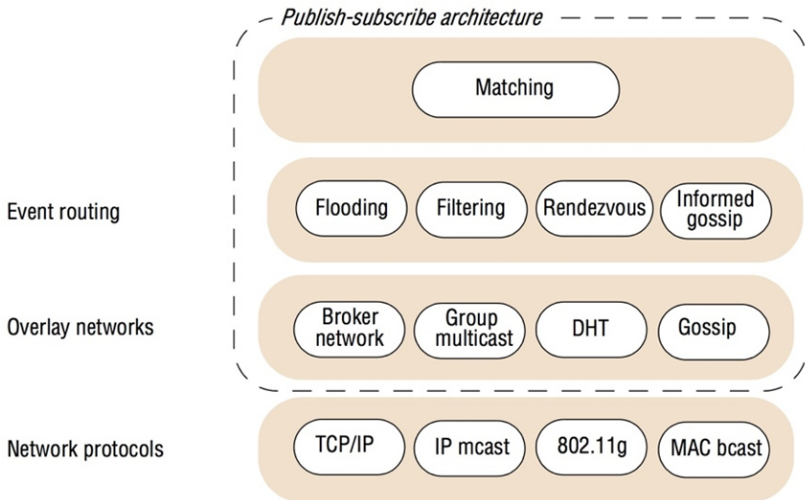 Publish-subscribe architecture
Matching
Event routing
Flooding
Filtering
Rendezvous
Informed
gossip
Overlay networks
Broker
network
Group
multicast
DHT
Gossip
Network protocols
TCP/IP
IP mcast
802.11g
MAC bcast